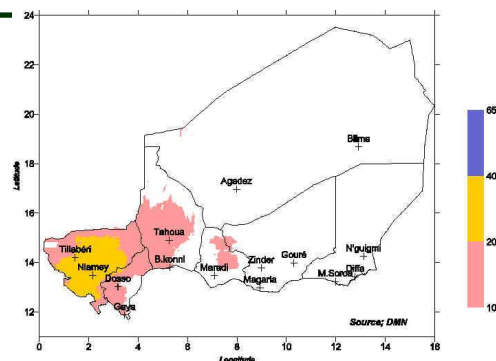 24
22
20
18
16
14
12
Latitude
Bilma
Agadez
Tahoua
Tillabéri
Niamey
B.konni
Dosso
Gaya
Maradi
Zinder
Magaria
Gouré
N'guigmi
Diffa
M.Soroa
Source; DMN
0 2 4 6 8 10 12 14 16
Longitude
65
40
20
10